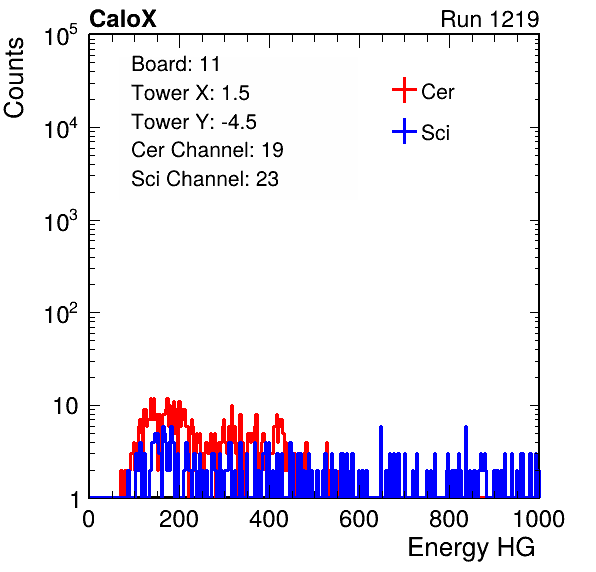 CaloX Run 1219
Board: 11
Tower X: 1.5
Tower Y: -4.5
Cer Channel: 19
Sci Channel: 23
Cer
Sci
Counts
10^5
10^4
10^3
10^2
10
1
0 200 400 600 800 1000
Energy HG